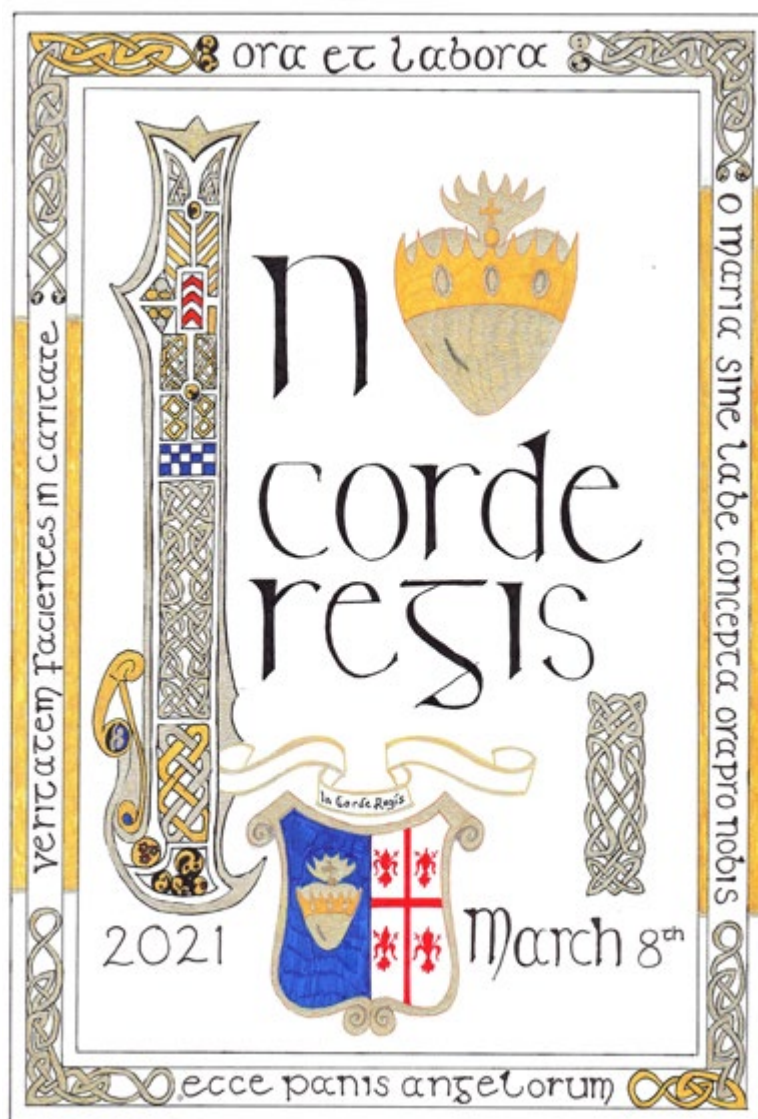 ora et labora
In
corde
regis
In Corde Regis
2021
March 8th
veritatem facientes in caritate
o maria sine labe concepta ora pro nobis
ecce panis angelorum